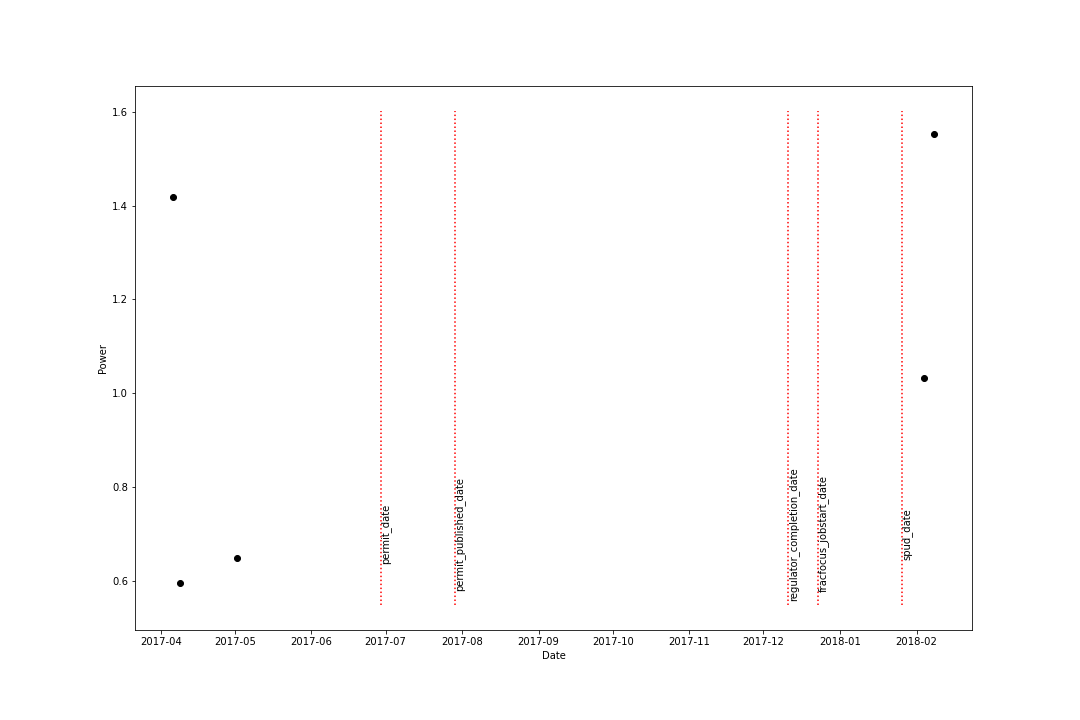 1.6
1.4
1.2
1.0
0.8
0.6
Power
permit_date
permit_published_date
regulator_completion_date
fracfocus_jobstart_date
spud_date
2017-04
2017-05
2017-06
2017-07
2017-08
2017-09
2017-10
2017-11
2017-12
2018-01
2018-02
Date